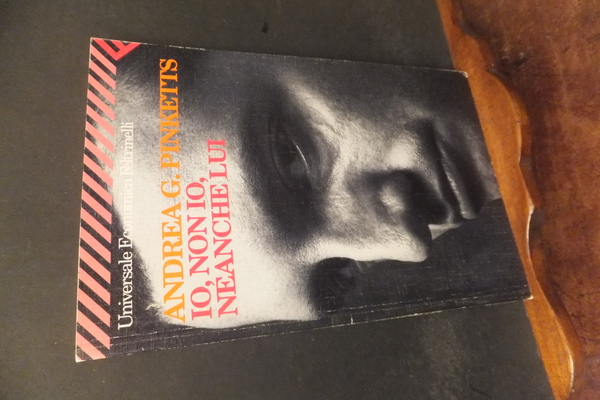 Universale Economica Feltrinelli
ANDREA G. PINKETTS
IO, NON IO,
NEANCHE LUI